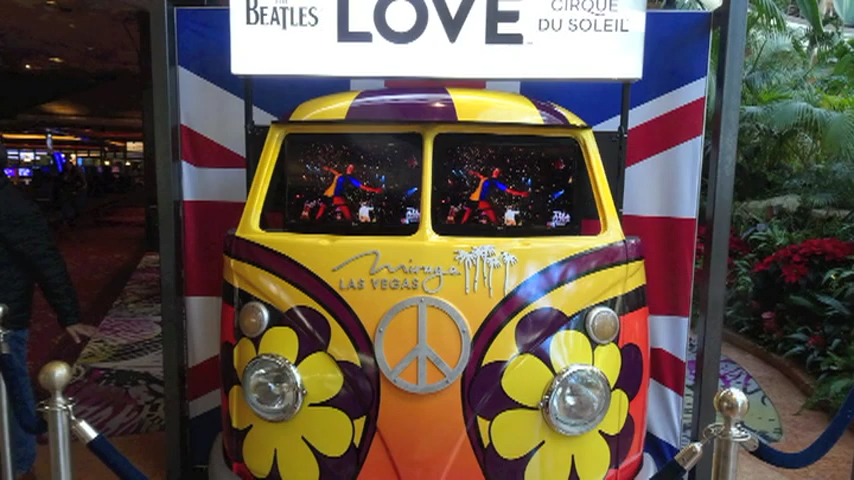 THE
BEATLES
LOVE
CIRQUE
DU SOLEIL
Mirage
LAS VEGAS